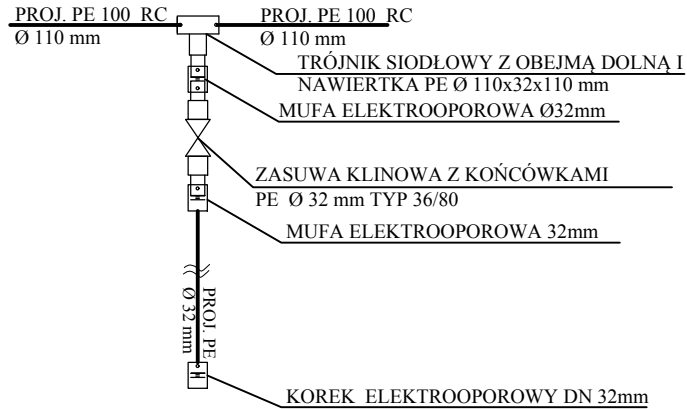 PROJ. PE 100 RC
Ø 110 mm
PROJ. PE 100 RC
Ø 110 mm
TRÓJNIK SIODŁOWY Z OBEJMĄ DOLNĄ I
NAWIERTKA PE Ø 110x32x110 mm
MUFA ELEKTROOPOROWA Ø32mm
ZASUWA KLINOWA Z KOŃCÓWKAMI
PE Ø 32 mm TYP 36/80
MUFA ELEKTROOPOROWA 32mm
PROJ. PE
Ø 32 mm
KOREK ELEKTROOPOROWY DN 32mm